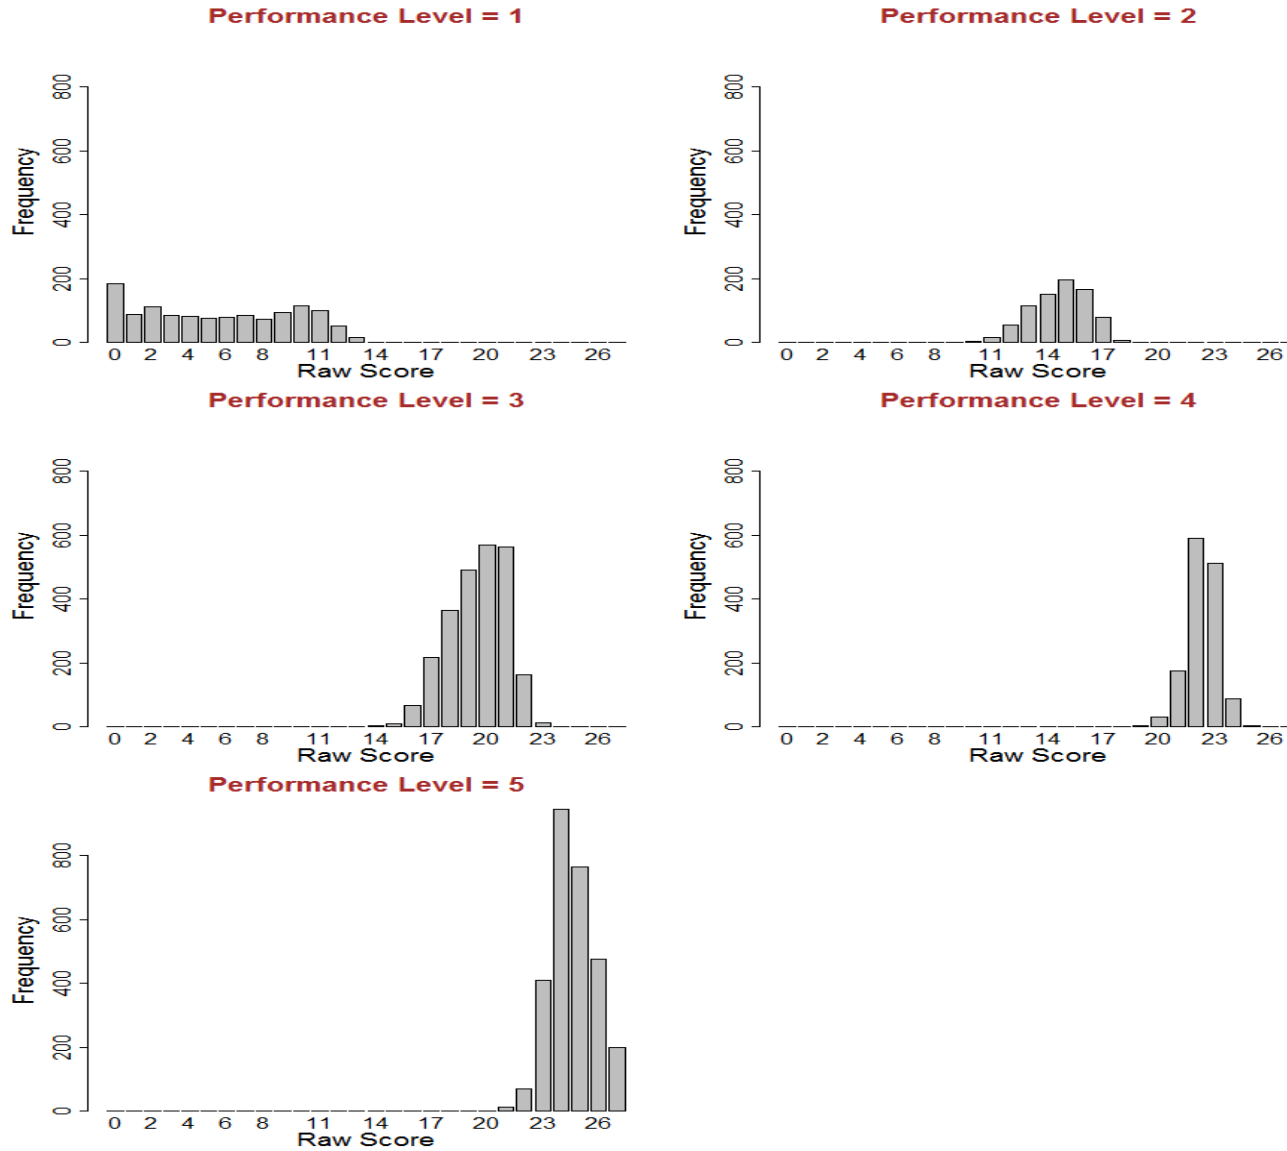 Performance Level = 1
800
600
400
200
0
Frequency
0 2 4 6 8 11 14 17 20 23 26
Raw Score
Performance Level = 2
800
600
400
200
0
Frequency
0 2 4 6 8 11 14 17 20 23 26
Raw Score
Performance Level = 3
800
600
400
200
0
Frequency
0 2 4 6 8 11 14 17 20 23 26
Raw Score
Performance Level = 4
800
600
400
200
0
Frequency
0 2 4 6 8 11 14 17 20 23 26
Raw Score
Performance Level = 5
800
600
400
200
0
Frequency
0 2 4 6 8 11 14 17 20 23 26
Raw Score